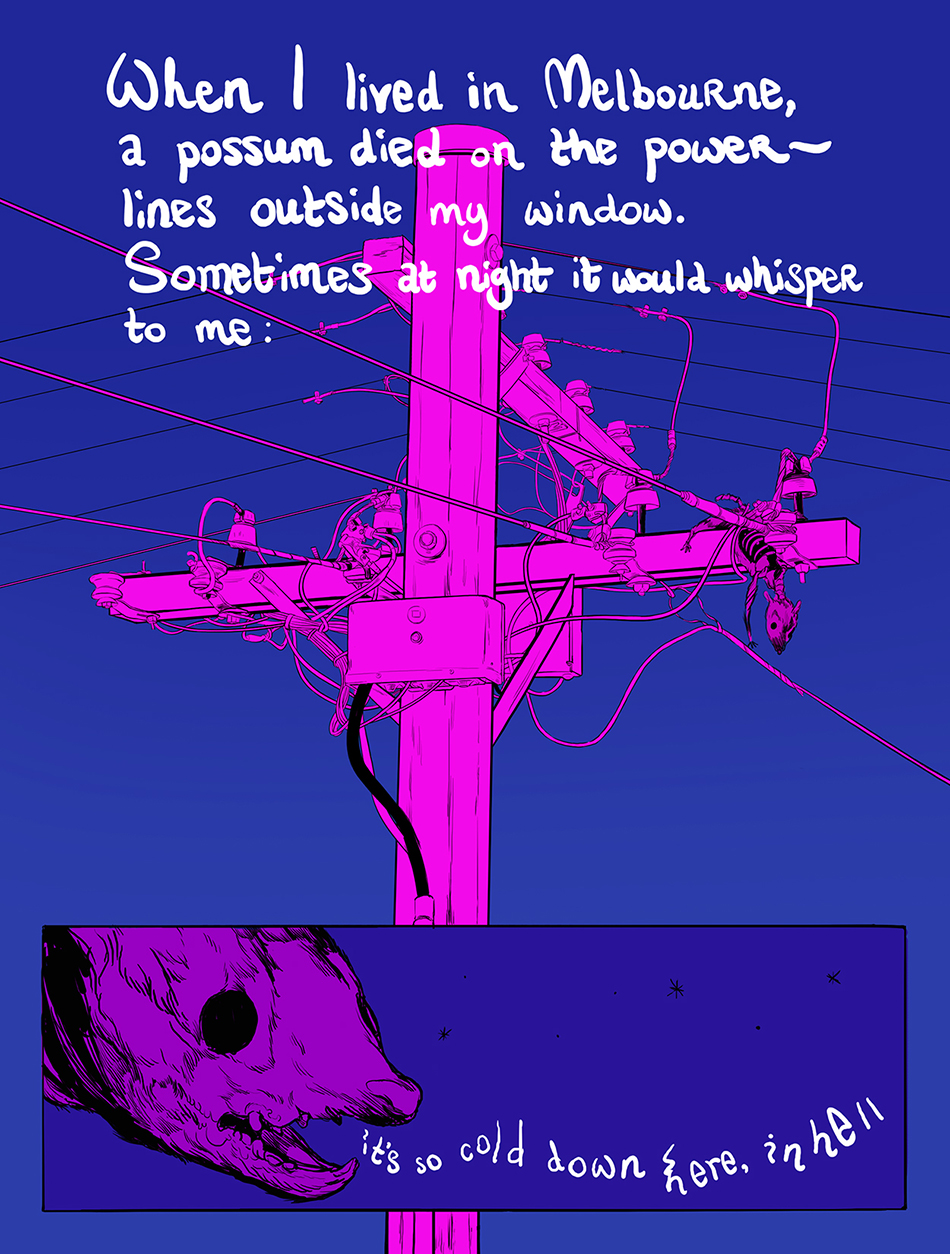 When I lived in Melbourne,
a possum died on the power~
lines outside my window.
Sometimes at night it would whisper
to me:
it's so cold down here, in hell